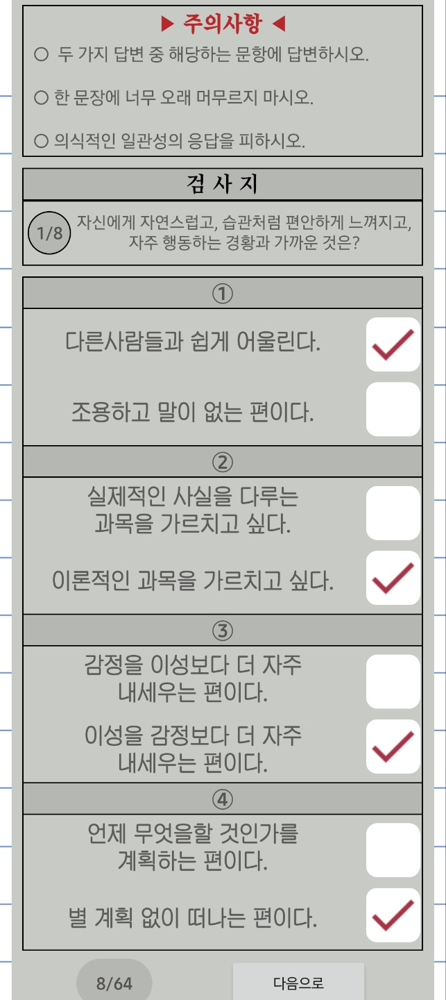 ▶ 주의사항 ◀
○ 두 가지 답변 중 해당하는 문항에 답변하시오.
○ 한 문장에 너무 오래 머무르지 마시오.
○ 의식적인 일관성의 응답을 피하시오.
검 사 지
1/8
자신에게 자연스럽고, 습관처럼 편안하게 느껴지고,
자주 행동하는 경황과 가까운 것은?
①
다른사람들과 쉽게 어울린다.
조용하고 말이 없는 편이다.
②
실제적인 사실을 다루는
과목을 가르치고 싶다.
이론적인 과목을 가르치고 싶다.
③
감정을 이성보다 더 자주
내세우는 편이다.
이성을 감정보다 더 자주
내세우는 편이다.
④
언제 무엇을할 것인가를
계획하는 편이다.
별 계획 없이 떠나는 편이다.
8/64
다음으로